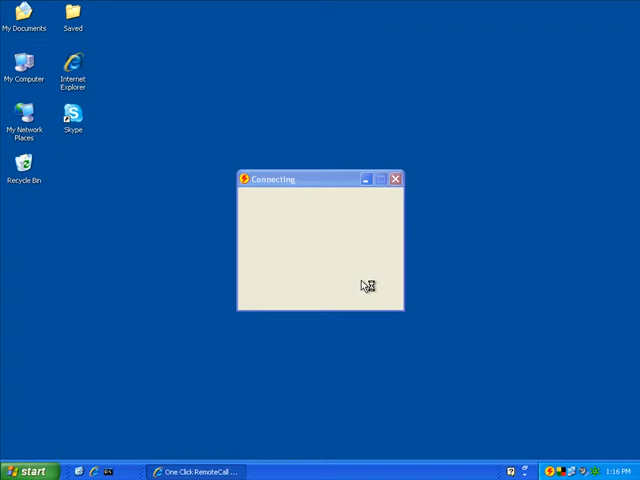 My Documents
Saved
My Computer
Internet
Explorer
My Network
Places
Skype
Recycle Bin
Connecting
start
One Click RemoteCall ...
1:16 PM